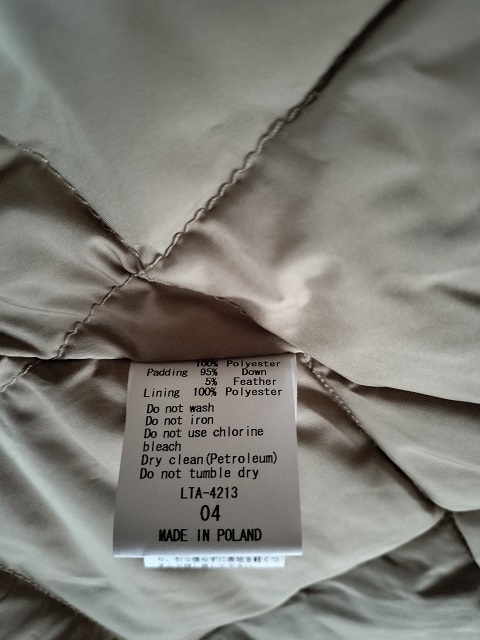 100% Polyester
Padding 95% Down
5% Feather
Lining 100% Polyester
Do not wash
Do not iron
Do not use chlorine
bleach
Dry clean(Petroleum)
Do not tumble dry
LTA-4213
04
MADE IN POLAND